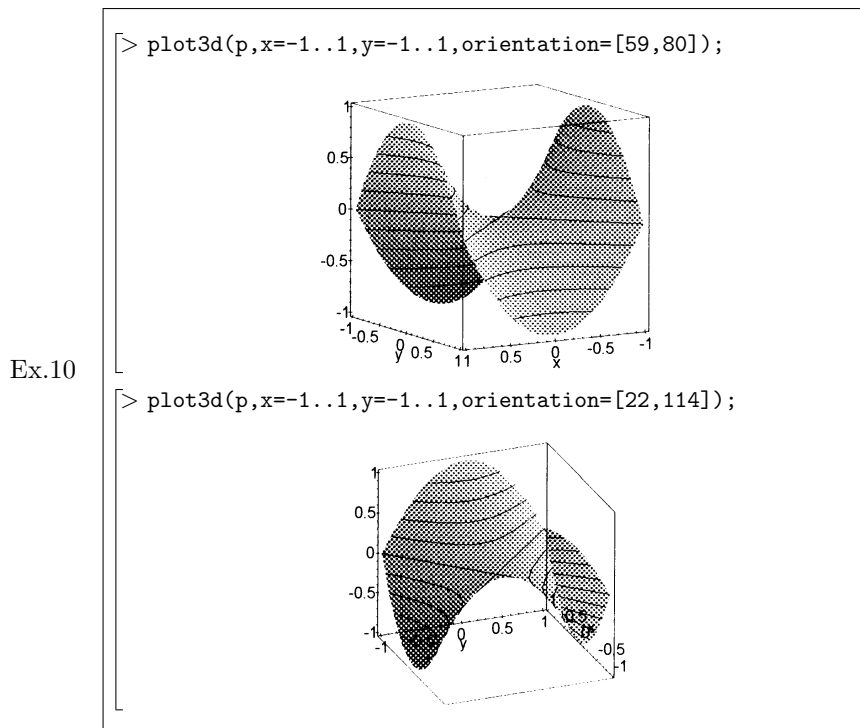 > plot3d(p,x=-1..1,y=-1..1,orientation=[59,80]);
1
0.5
0
-0.5
-1
-1 -0.5 0 0.5 11 0.5 0 -0.5 -1
y x
Ex.10
> plot3d(p,x=-1..1,y=-1..1,orientation=[22,114]);
1
0.5
0
-0.5
-1
-1 0 0.5 1
y
-0.5
-1